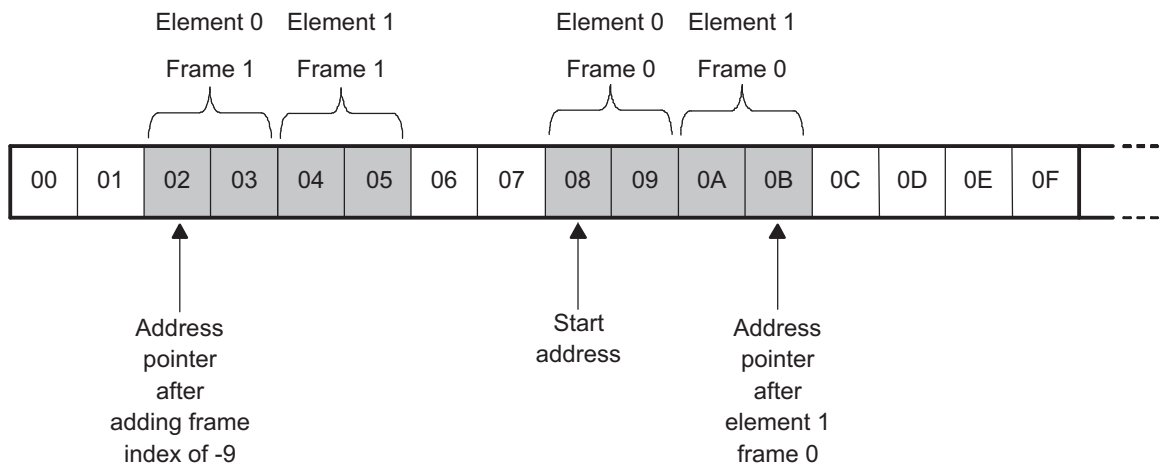 Element 0 Element 1 Element 0 Element 1
Frame 1 Frame 1 Frame 0 Frame 0
00 01 02 03 04 05 06 07 08 09 0A 0B 0C 0D 0E 0F
Address
pointer
after
adding frame
index of -9
Start
address
Address
pointer
after
element 1
frame 0